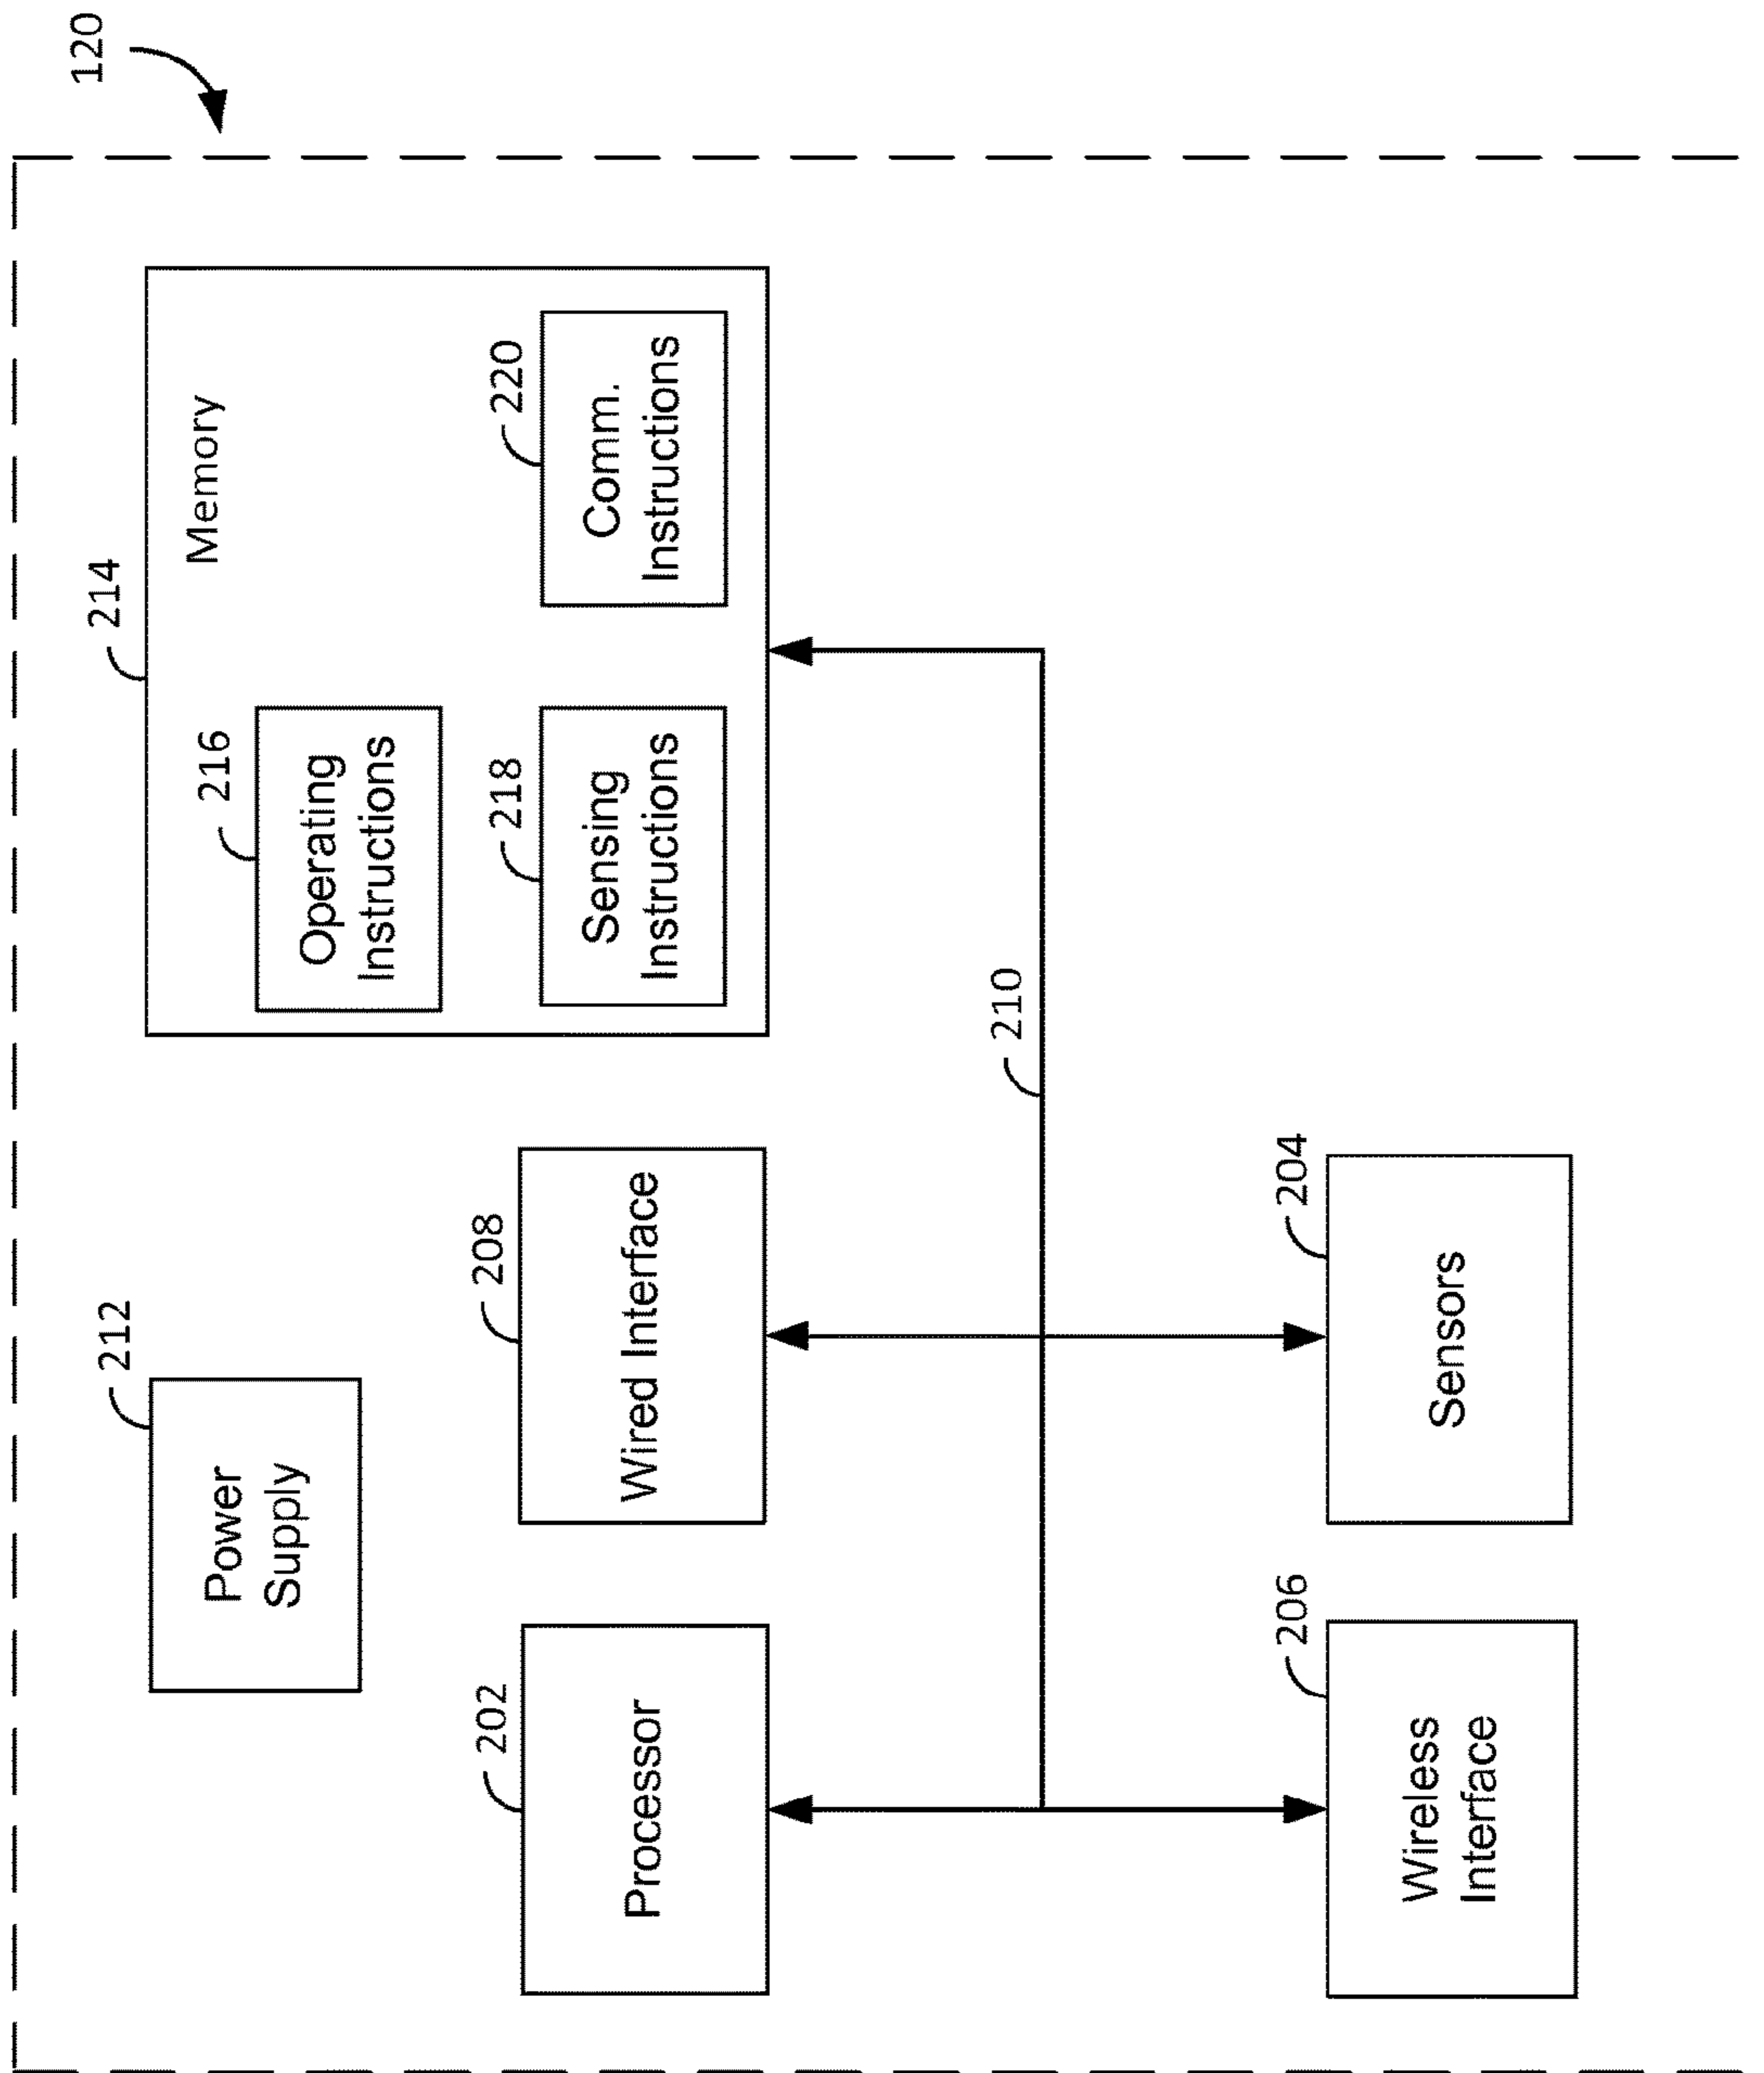 120
214
Memory
216
Operating
Instructions
218
Sensing
Instructions
220
Comm.
Instructions
212
Power
Supply
202
Processor
208
Wired Interface
210
206
Wireless
Interface
204
Sensors